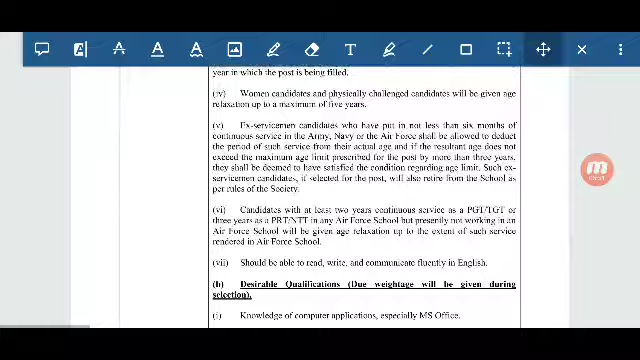 year in which the post is being filled.
(iv) Women candidates and physically challenged candidates will be given age
relaxation up to a maximum of five years.
(v) Ex-servicemen candidates who have put in not less than six months of
continuous service in the Army, Navy or the Air Force shall be allowed to deduct
the period of such service from their actual age and if the resultant age does not
exceed the maximum age limit prescribed for the post by more than three years,
they shall be deemed to have satisfied the condition regarding age limit. Such ex-
servicemen candidates, if selected for the post, will also retire from the School as
per rules of the Society.
(vi) Candidates with at least two years continuous service as a PGT/TGT or
three years as a PRT/NTT in any Air Force School but presently not working in an
Air Force School will be given age relaxation up to the extent of such service
rendered in Air Force School.
(vii) Should be able to read, write, and communicate fluently in English.
(h) Desirable Qualifications (Due weightage will be given during
selection).
(i) Knowledge of computer applications, especially MS Office.